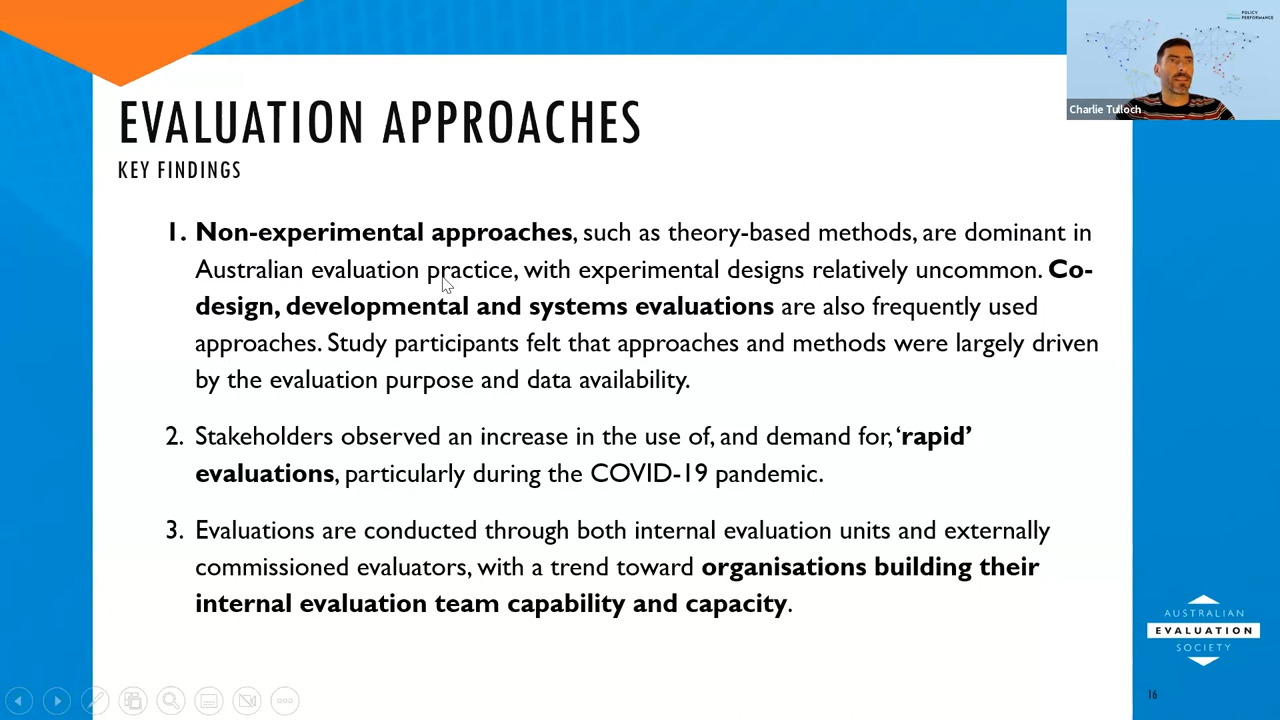 POLICY
PERFORMANCE
Charlie Tulloch
EVALUATION APPROACHES
KEY FINDINGS
1. Non-experimental approaches, such as theory-based methods, are dominant in
Australian evaluation practice, with experimental designs relatively uncommon. Co-
design, developmental and systems evaluations are also frequently used
approaches. Study participants felt that approaches and methods were largely driven
by the evaluation purpose and data availability.
2. Stakeholders observed an increase in the use of, and demand for, ‘rapid’
evaluations, particularly during the COVID-19 pandemic.
3. Evaluations are conducted through both internal evaluation units and externally
commissioned evaluators, with a trend toward organisations building their
internal evaluation team capability and capacity.
AUSTRALIAN
EVALUATION
SOCIETY
16